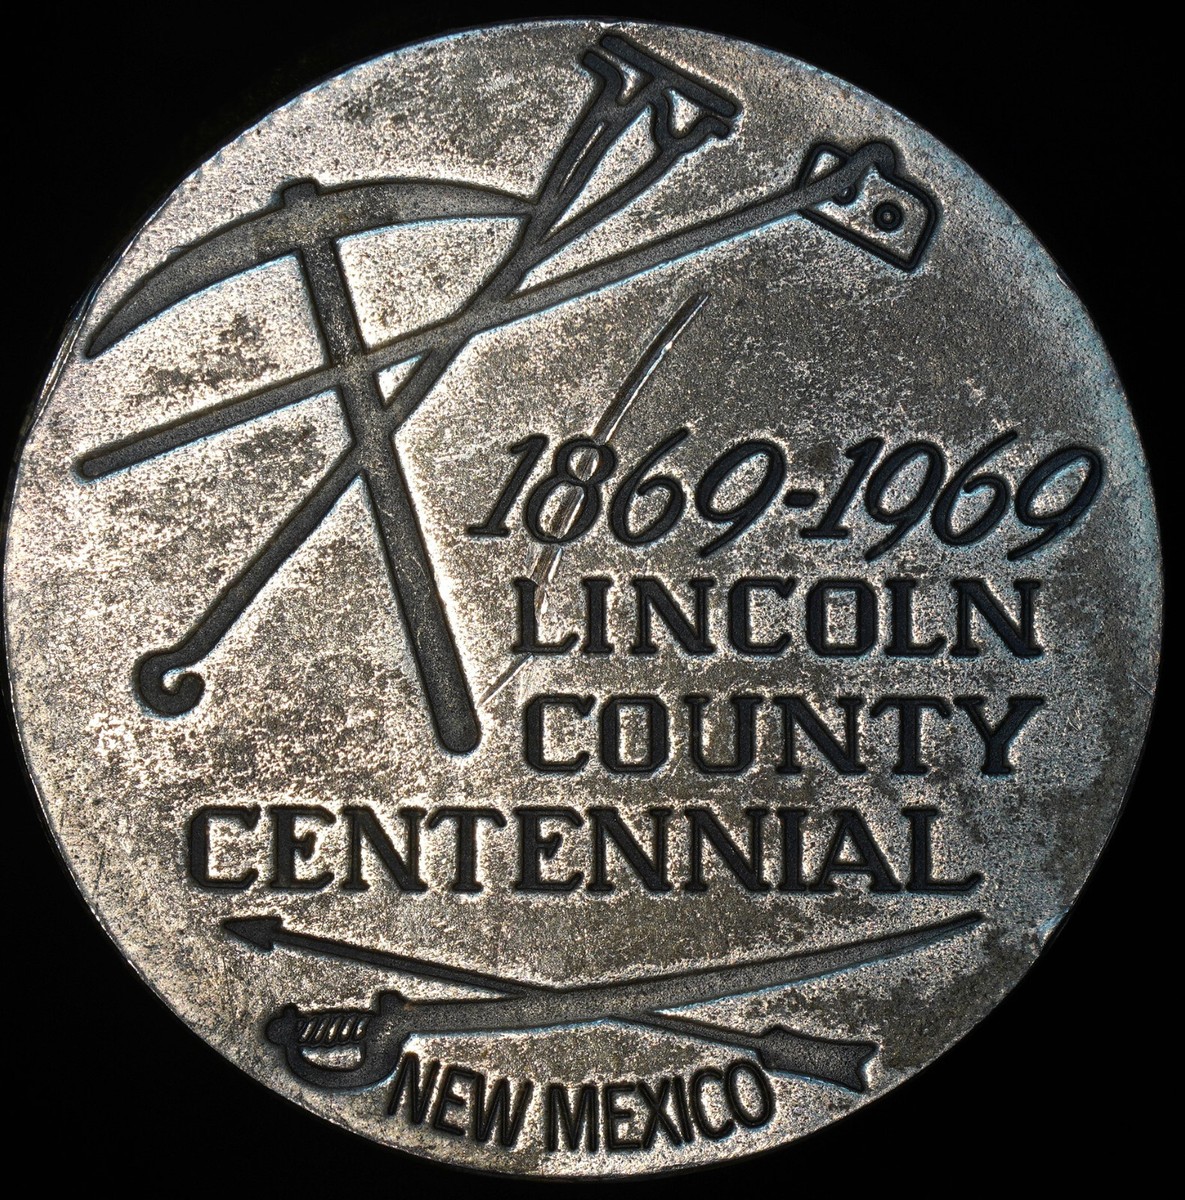 1869-1969
LINCOLN
COUNTY
CENTENNIAL
NEW MEXICO